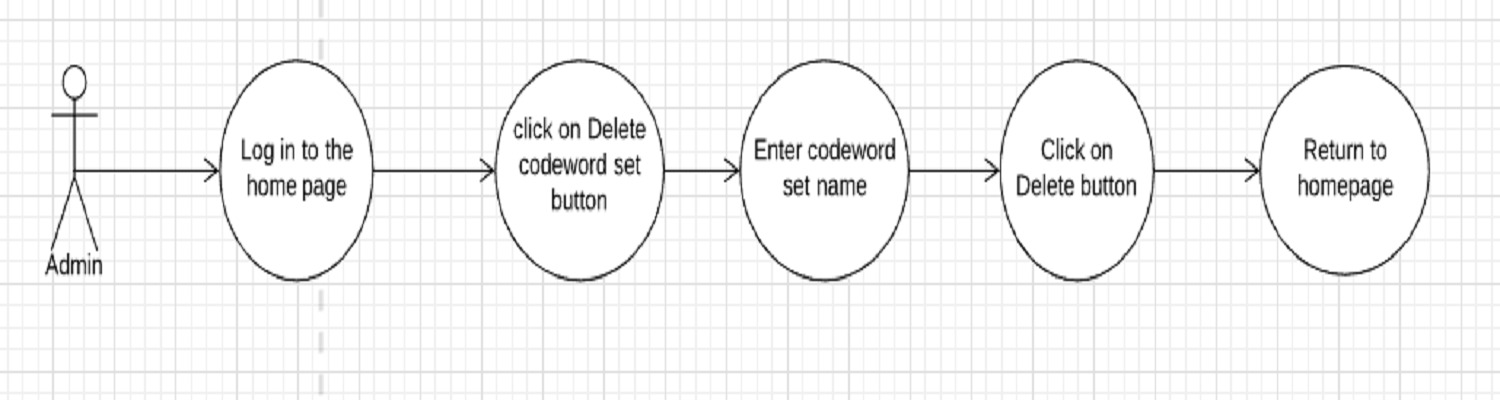 Admin
Log in to the
home page
click on Delete
codeword set
button
Enter codeword
set name
Click on
Delete button
Return to
homepage